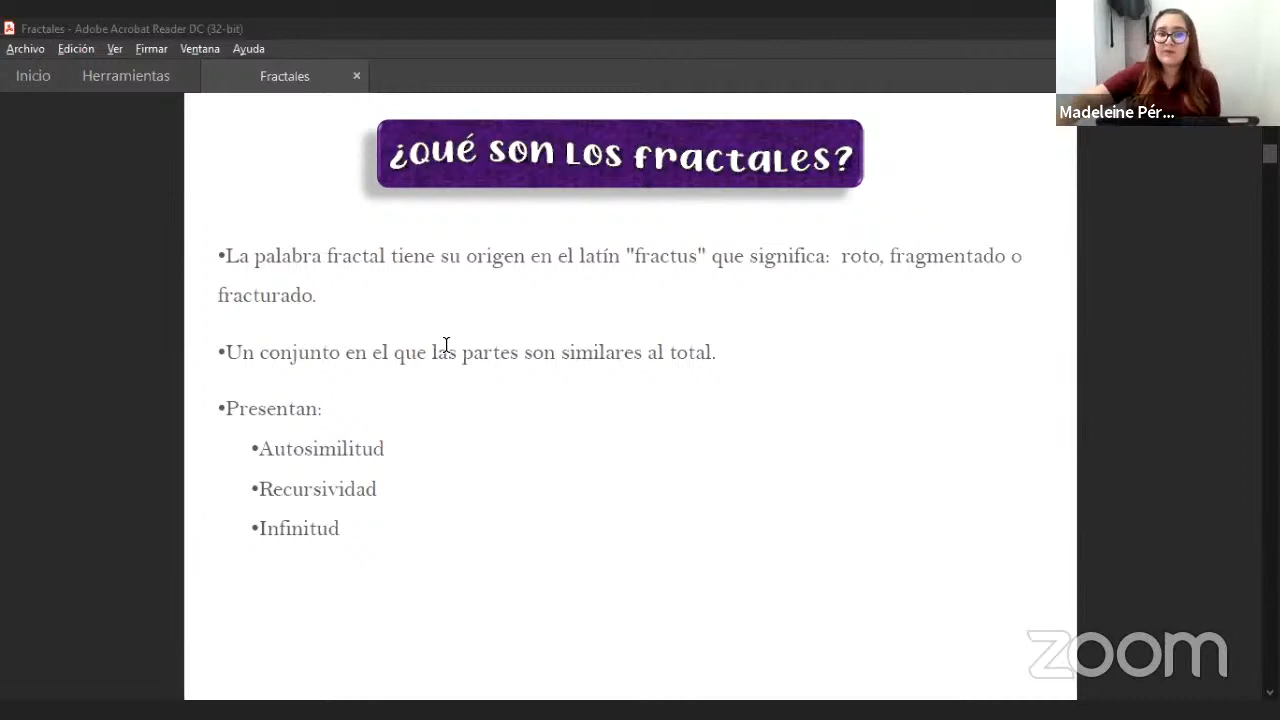 Fractales - Adobe Acrobat Reader DC (32-bit)
Archivo Edición Ver Firmar Ventana Ayuda
Inicio Herramientas Fractales ×
Madeleine Pér...
¿Qué son los fractales?
•La palabra fractal tiene su origen en el latín "fractus" que significa: roto, fragmentado o
fracturado.
•Un conjunto en el que las partes son similares al total.
•Presentan:
•Autosimilitud
•Recursividad
•Infinitud
zoom